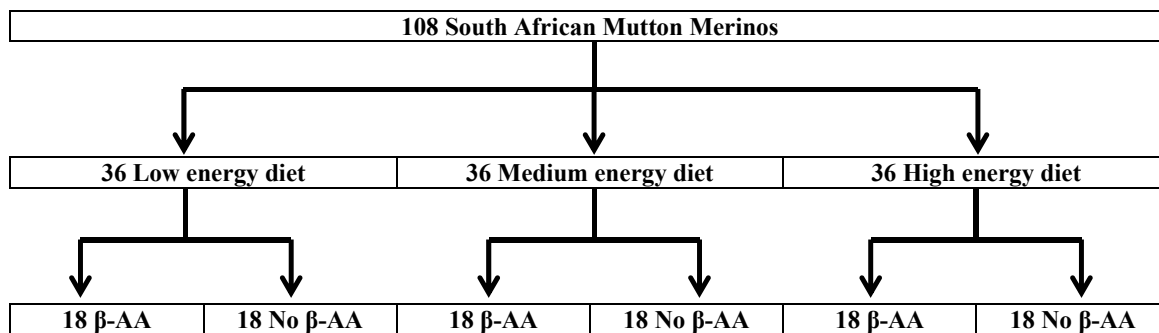 108 South African Mutton Merinos
36 Low energy diet 36 Medium energy diet 36 High energy diet
18 β-AA 18 No β-AA 18 β-AA 18 No β-AA 18 β-AA 18 No β-AA